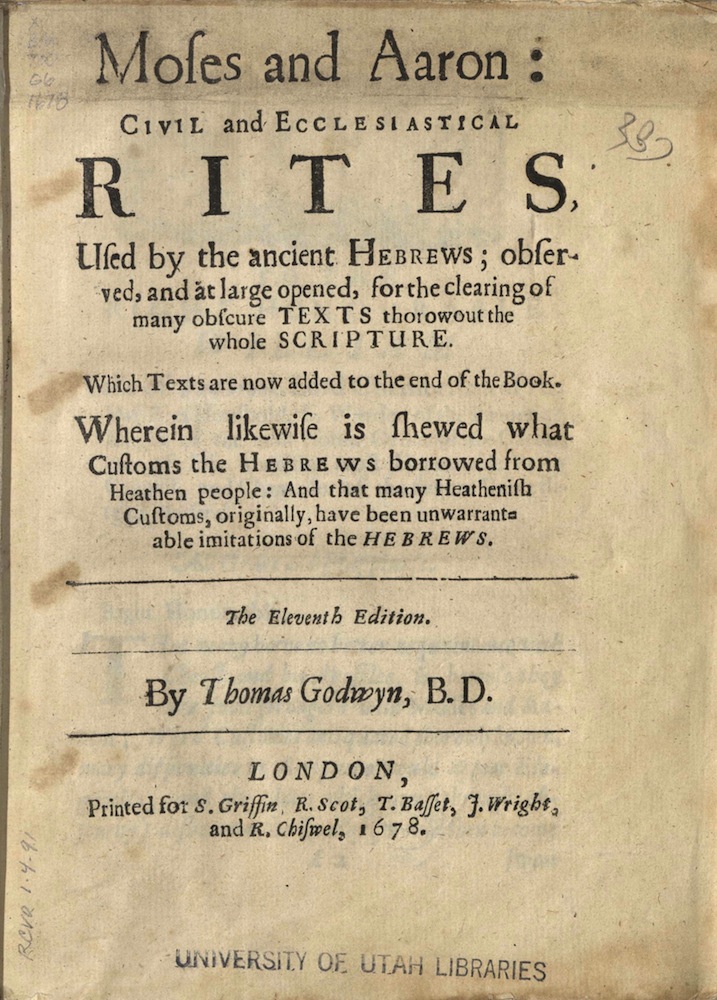 Moſes and Aaron :
CIVIL and ECCLESIASTICAL
RITES,
Uſed by the ancient HEBREWS ; obſer-
ved, and at large opened, for the clearing of
many obſcure TEXTS thorowout the
whole SCRIPTURE.
Which Texts are now added to the end of the Book.
Wherein likewiſe is ſhewed what
Cuſtoms the HEBREWS borrowed from
Heathen people : And that many Heatheniſh
Cuſtoms, originally, have been unwarrant-
able imitations of the HEBREWS.
The Eleventh Edition.
By Thomas Godwyn, B. D.
LONDON,
Printed for S. Griffin, R. Scot, T. Baſſet, J. Wright,
and R. Chiſwel, 1678.
RCVR 1-4-91
UNIVERSITY OF UTAH LIBRARIES